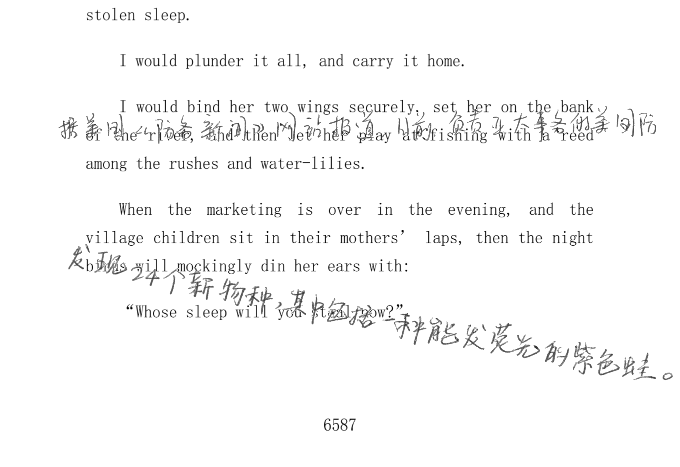 stolen sleep.
I would plunder it all, and carry it home.
I would bind her two wings securely, set her on the bank
据美国《防务新闻》网站报道，日前，负责亚太事务的美国防
of the river, and then let her play at fishing with a reed
among the rushes and water-lilies.
When the marketing is over in the evening, and the
village children sit in their mothers’ laps, then the night
birds will mockingly din her ears with:
发现24个新物种，其中包括一种能发荧光的紫色蛙。
“Whose sleep will you steal now?”
6587